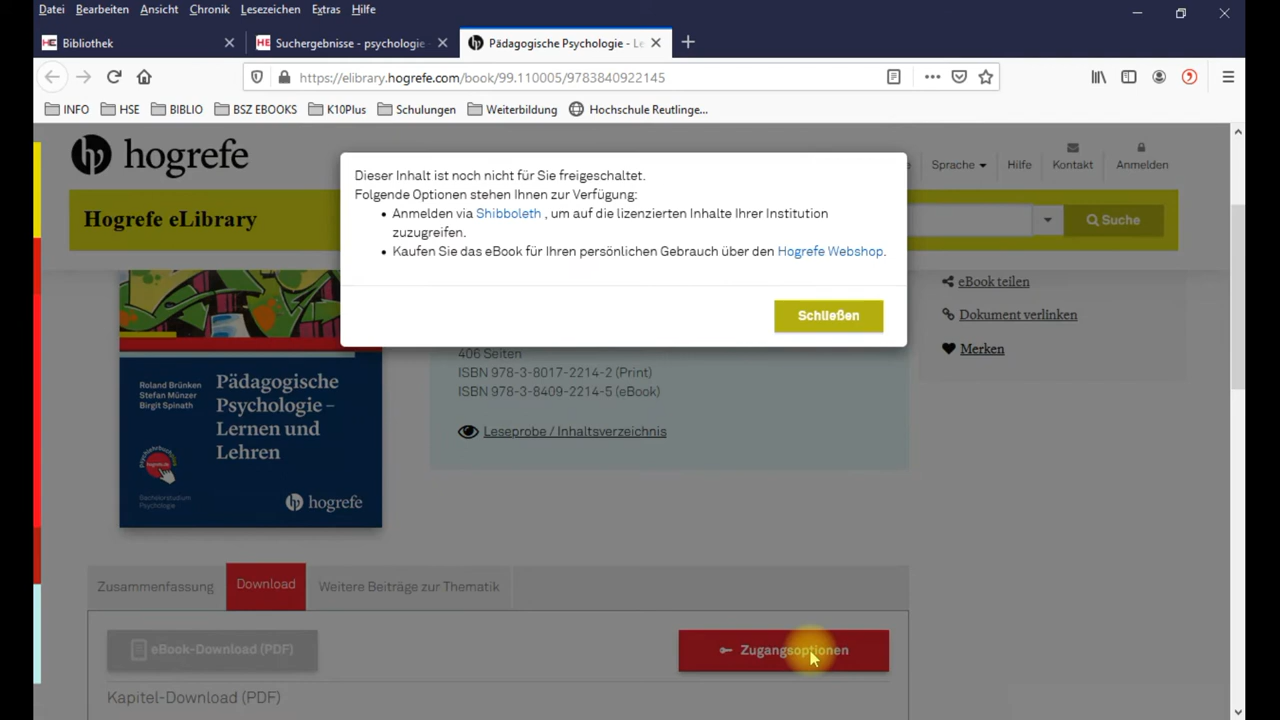 Datei Bearbeiten Ansicht Chronik Lesezeichen Extras Hilfe
HE Bibliothek
HE Suchergebnisse - psychologie
Pädagogische Psychologie - Le
https://elibrary.hogrefe.com/book/99.110005/9783840922145
INFO HSE BIBLIO BSZ EBOOKS K10Plus Schulungen Weiterbildung Hochschule Reutlinge...
hogrefe
Sprache Hilfe Kontakt Anmelden
Hogrefe eLibrary
Suche
Dieser Inhalt ist noch nicht für Sie freigeschaltet.
Folgende Optionen stehen Ihnen zur Verfügung:
• Anmelden via Shibboleth , um auf die lizenzierten Inhalte Ihrer Institution
zuzugreifen.
• Kaufen Sie das eBook für Ihren persönlichen Gebrauch über den Hogrefe Webshop.
Schließen
eBook teilen
Dokument verlinken
Merken
406 Seiten
ISBN 978-3-8017-2214-2 (Print)
ISBN 978-3-8409-2214-5 (eBook)
Leseprobe / Inhaltsverzeichnis
Roland Brünken
Stefan Münzer
Birgit Spinath
Pädagogische
Psychologie –
Lernen und
Lehren
Bachelorstudium
Psychologie
hogrefe
Zusammenfassung Download Weitere Beiträge zur Thematik
eBook-Download (PDF)
Zugangsoptionen
Kapitel-Download (PDF)